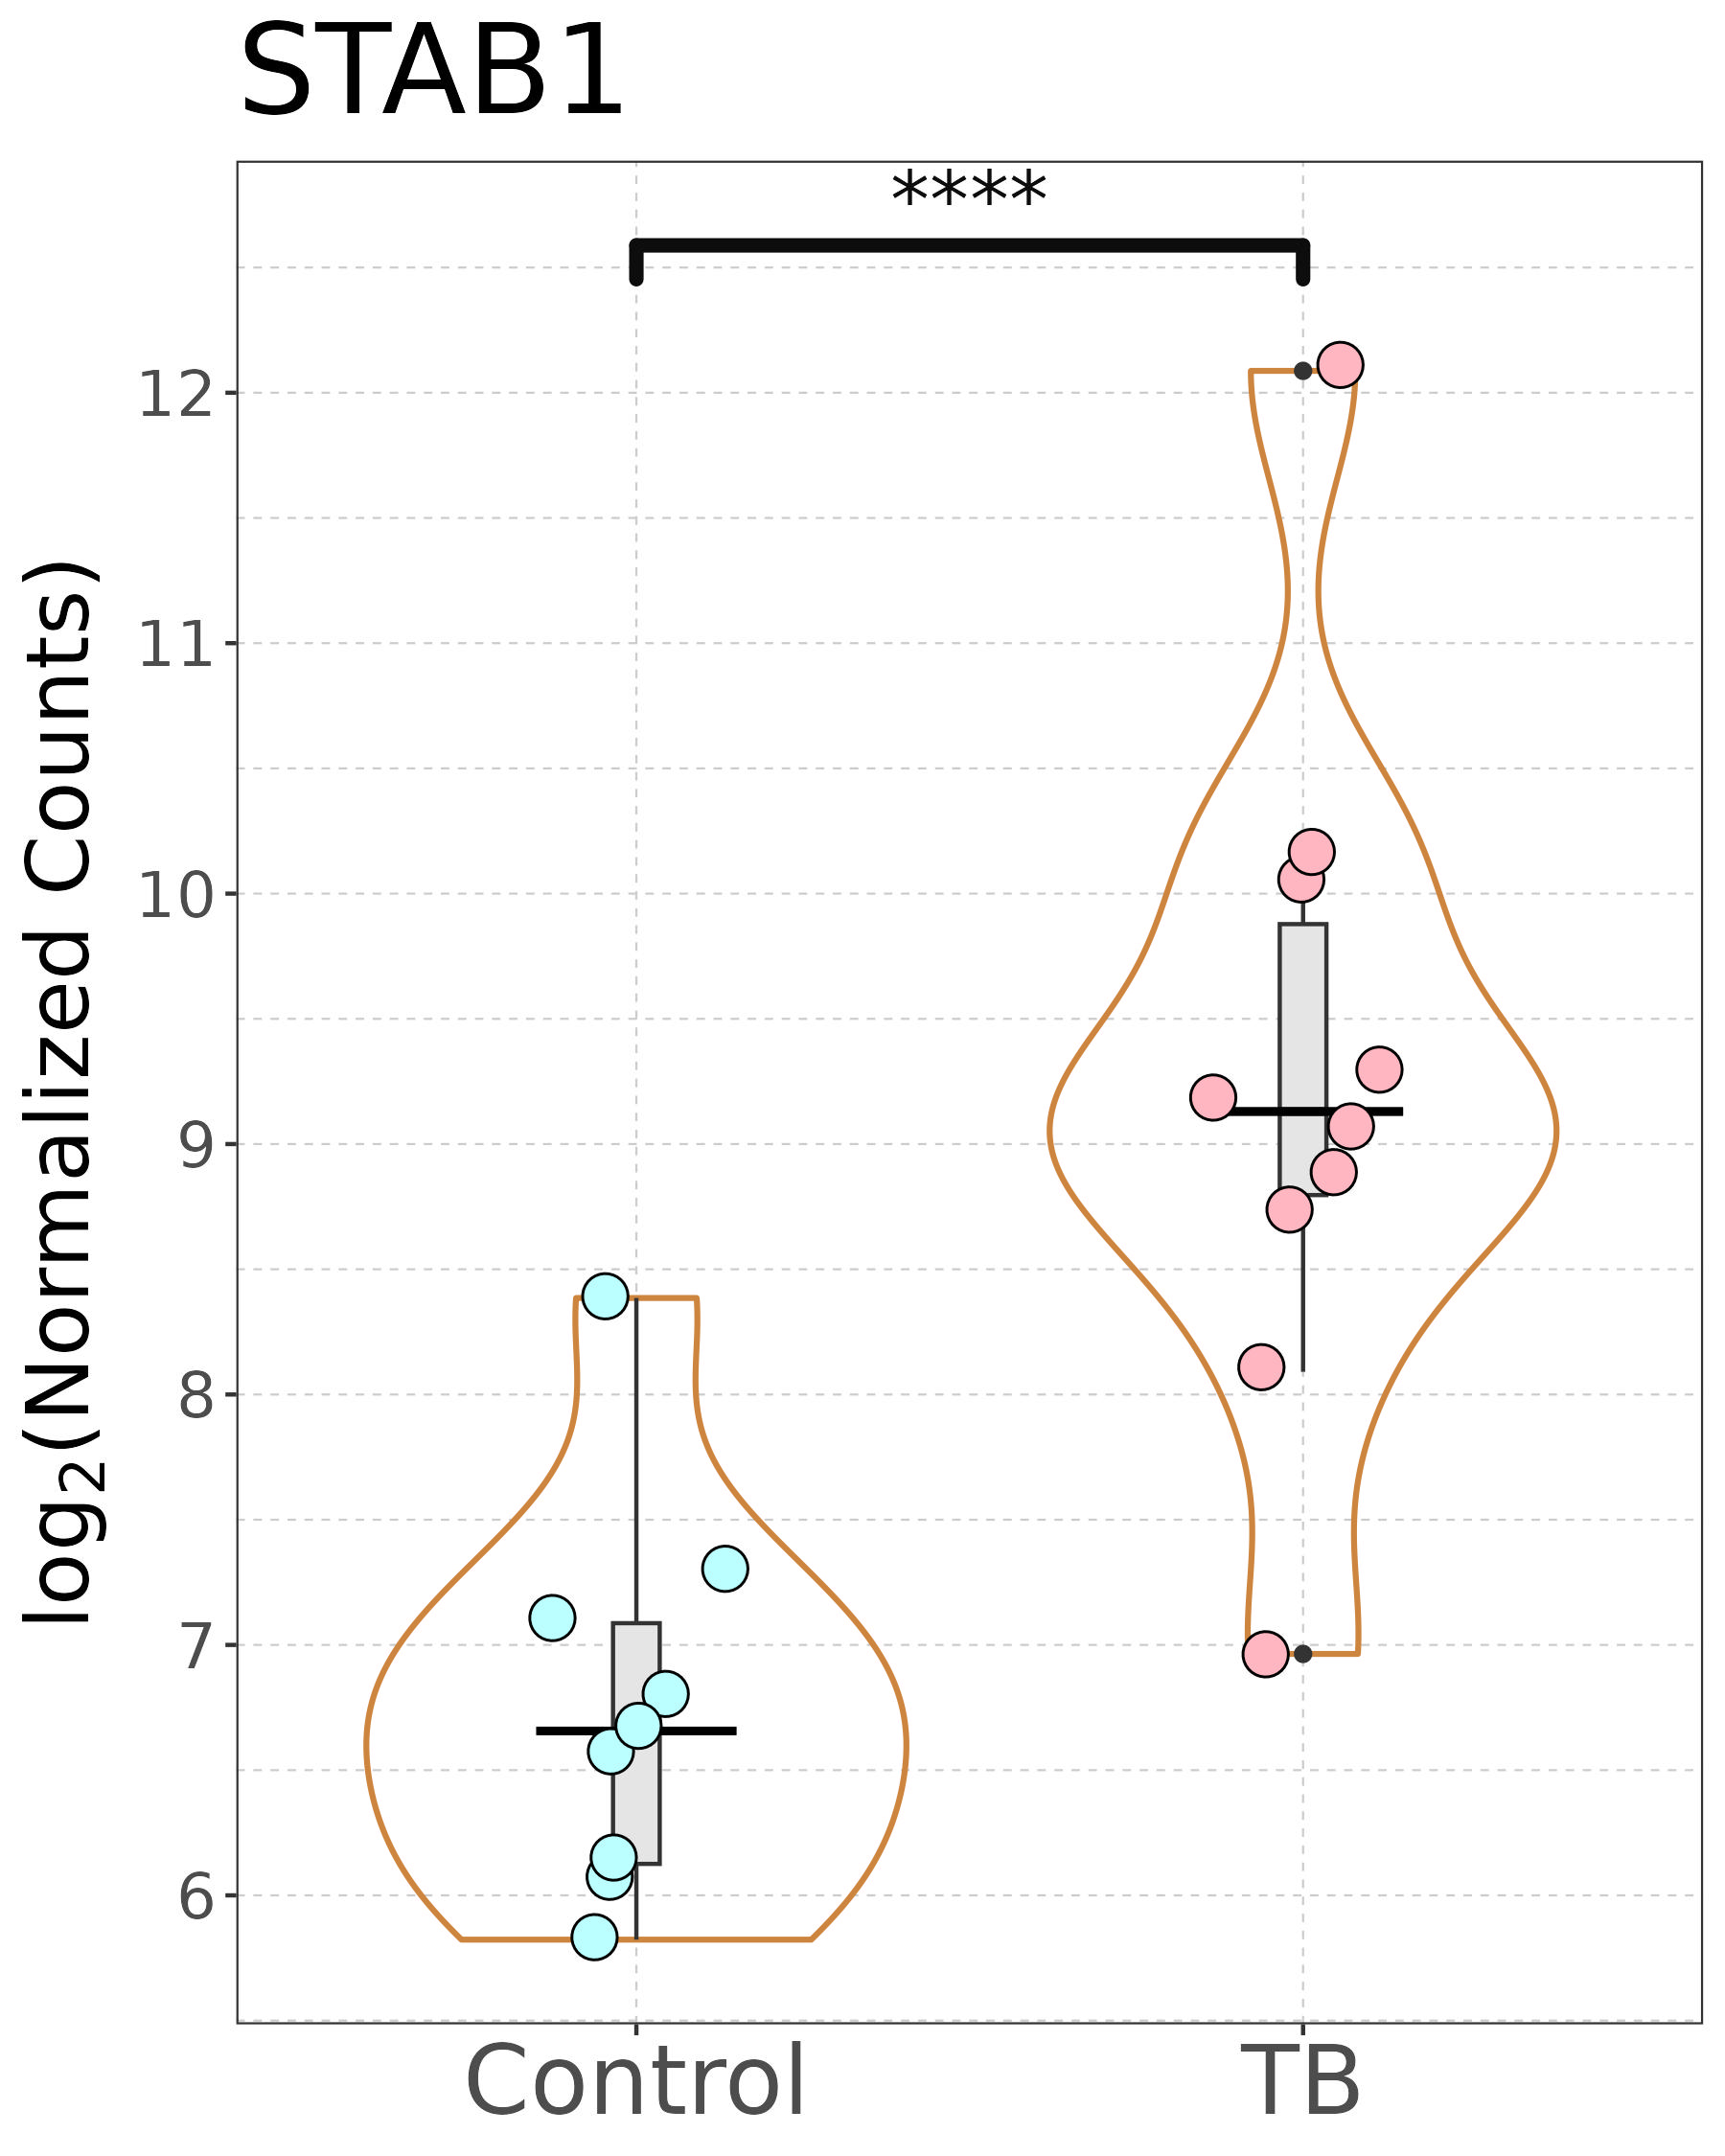 STAB1
****
log₂(Normalized Counts)
12
11
10
9
8
7
6
Control TB